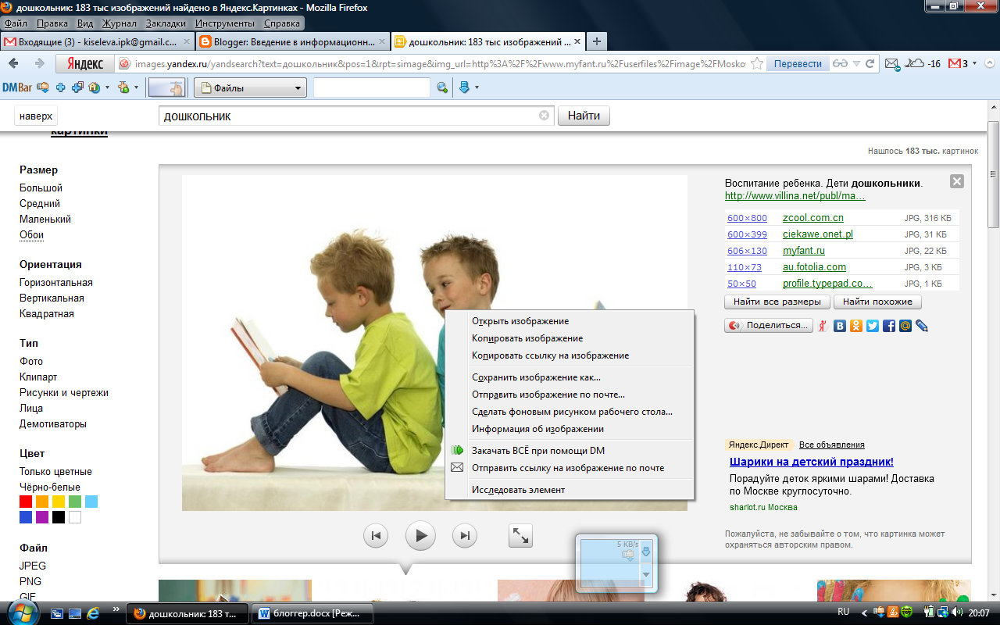 дошкольник: 183 тыс изображений найдено в Яндекс.Картинках - Mozilla Firefox
Файл Правка Вид Журнал Закладки Инструменты Справка
Входящие (3) - kiseleva.ipk@gmail.c... Blogger: Введение в информационн... дошкольник: 183 тыс изображений ...
Яндекс images.yandex.ru/yandsearch?text=дошкольник&pos=1&rpt=simage&img_url=http%3A%2F%2Fwww.myfant.ru%2Fuserfiles%2Fimage%2FMosko Перевести -16 3
DMBar Файлы
наверх дошкольник Найти
картинки
Нашлось 183 тыс. картинок
Размер
Большой
Средний
Маленький
Обои
Ориентация
Горизонтальная
Вертикальная
Квадратная
Тип
Фото
Клипарт
Рисунки и чертежи
Лица
Демотиваторы
Цвет
Только цветные
Чёрно-белые
Файл
JPEG
PNG
GIF
Открыть изображение
Копировать изображение
Копировать ссылку на изображение
Сохранить изображение как...
Отправить изображение по почте...
Сделать фоновым рисунком рабочего стола...
Информация об изображении
Закачать ВСЁ при помощи DM
Отправить ссылку на изображение по почте
Исследовать элемент
5 KB/s
Воспитание ребенка. Дети дошкольники.
http://www.villina.net/publ/ma…
600×800 zcool.com.cn JPG, 316 КБ
600×399 ciekawe.onet.pl JPG, 31 КБ
606×130 myfant.ru JPG, 22 КБ
110×73 au.fotolia.com JPG, 3 КБ
50×50 profile.typepad.co… JPG, 1 КБ
Найти все размеры Найти похожие
Поделиться...
Яндекс.Директ Все объявления
Шарики на детский праздник!
Порадуйте деток яркими шарами! Доставка
по Москве круглосуточно.
sharlot.ru Москва
Пожалуйста, не забывайте о том, что картинка может
охраняться авторским правом.
дошкольник: 183 т... блоггер.docx [Реж... RU 20:07